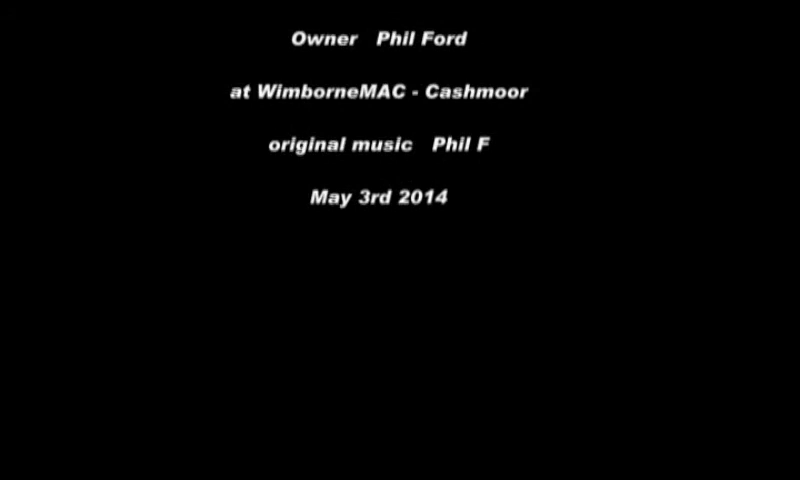 Owner Phil Ford
at WimborneMAC - Cashmoor
original music Phil F
May 3rd 2014